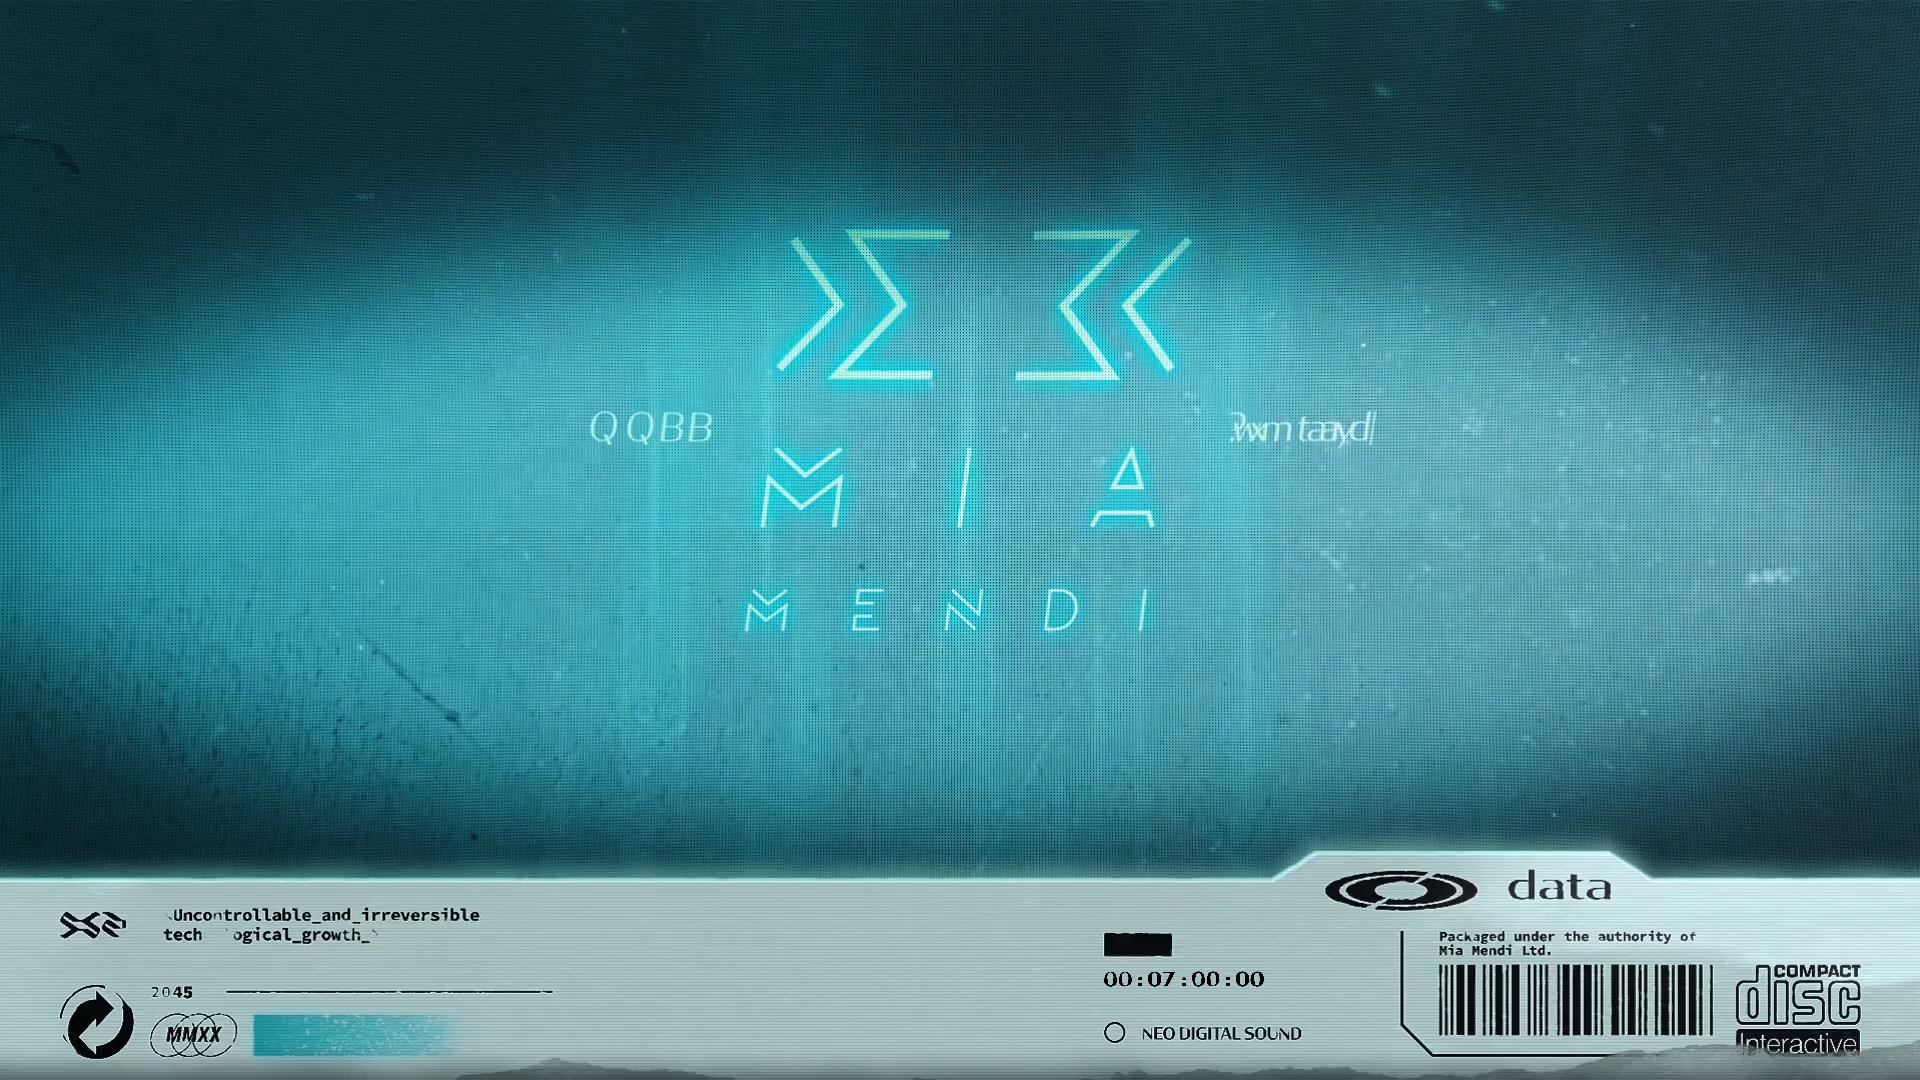 QQBB
MIA
MENDI
data
Uncontrollable_and_irreversible
tech ogical_growth_
Packaged under the authority of
Mia Mendi Ltd.
00:07:00:00
2045
MMXX
NEO DIGITAL SOUND
COMPACT
disc
Interactive